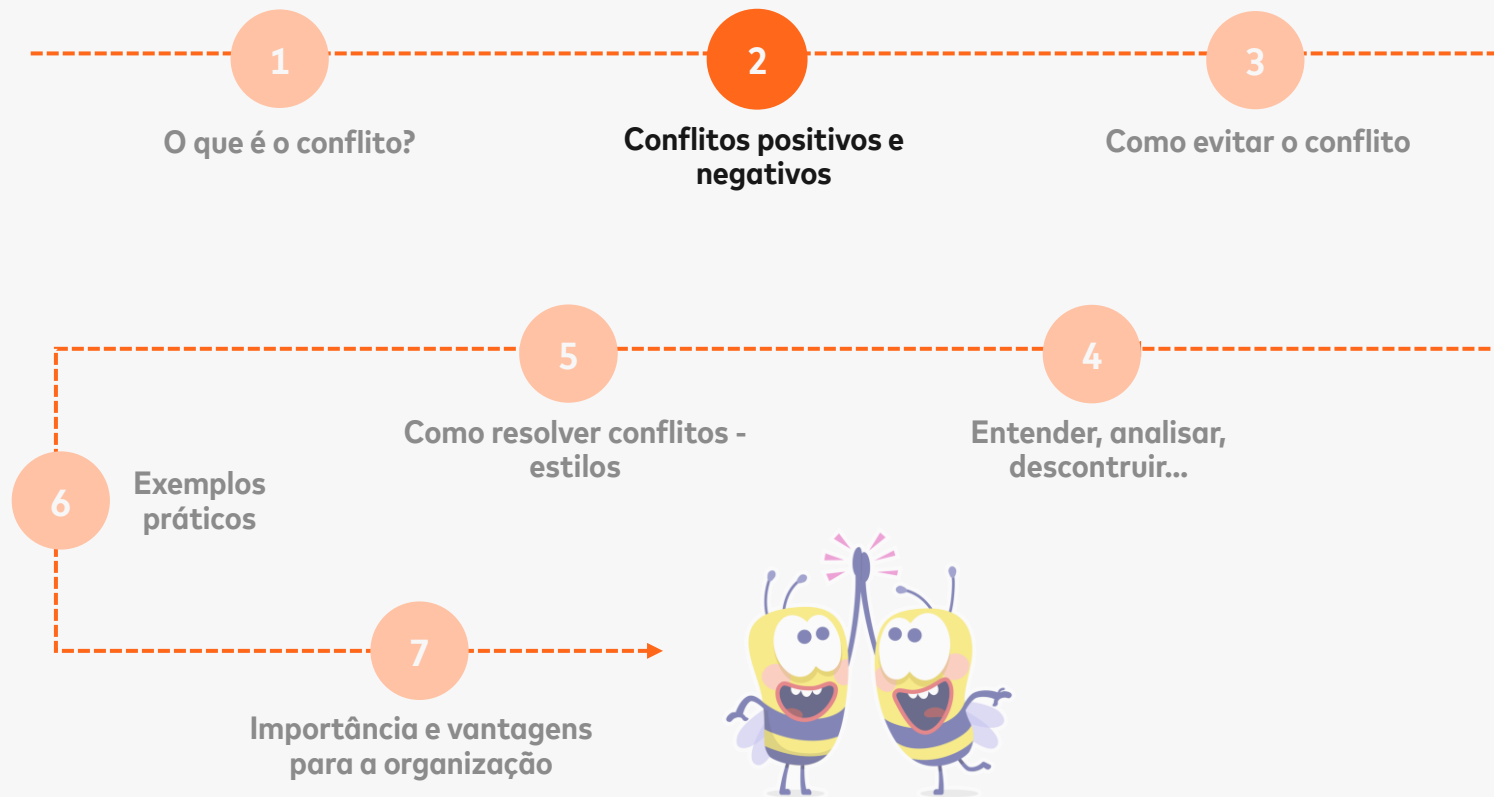 1
O que é o conflito?
2
Conflitos positivos e
negativos
3
Como evitar o conflito
4
Entender, analisar,
descontruir...
5
Como resolver conflitos -
estilos
6
Exemplos
práticos
7
Importância e vantagens
para a organização